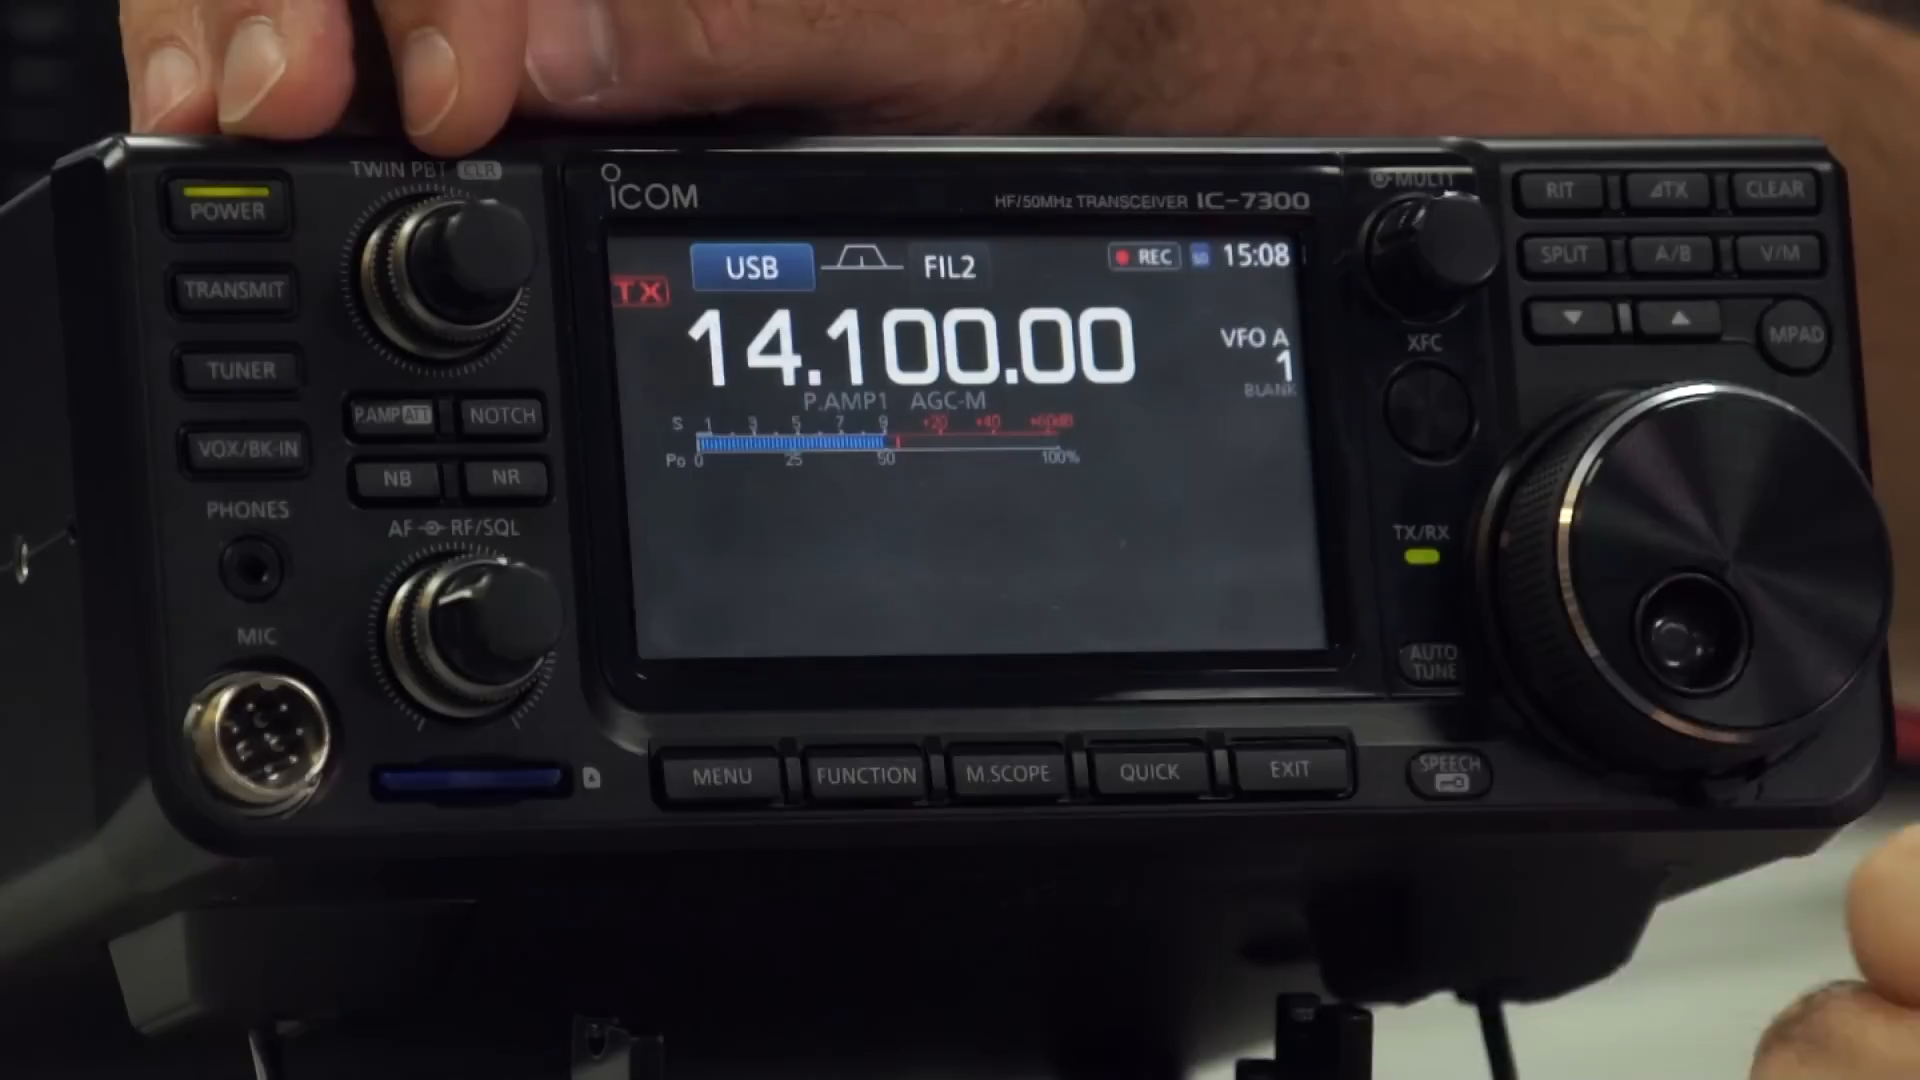 TWIN PBT CLR
POWER
TRANSMIT
TUNER
VOX/BK-IN
P.AMP ATT
NOTCH
NB
NR
PHONES
AF RF/SQL
MIC
ICOM
HF/50MHz TRANSCEIVER IC-7300
USB
FIL2
REC
15:08
TX
14.100.00
VFO A
1
BLANK
P.AMP1 AGC-M
S 1 3 5 7 9 +20 +40 +60dB
Po 0 25 50 100%
MENU
FUNCTION
M.SCOPE
QUICK
EXIT
MULTI
XFC
TX/RX
AUTO
TUNE
SPEECH
RIT
ΔTX
CLEAR
SPLIT
A/B
V/M
MPAD